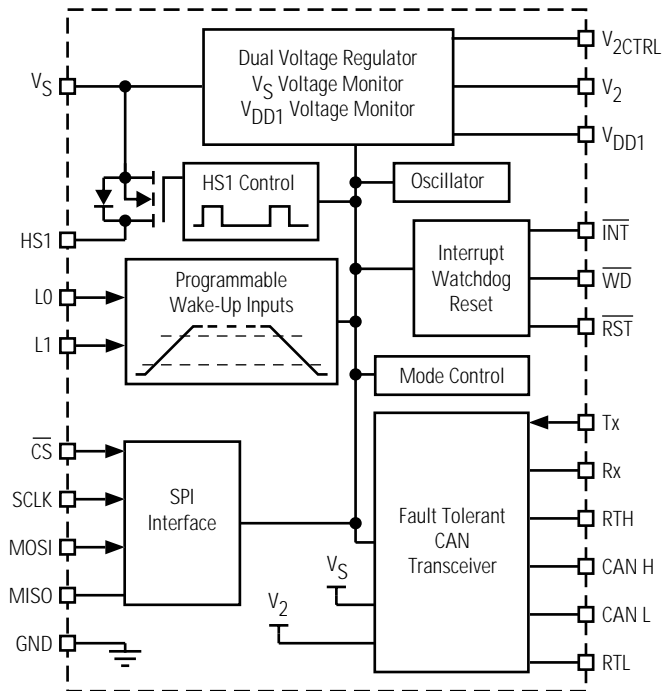 V2CTRL
Dual Voltage Regulator
VS Voltage Monitor
VDD1 Voltage Monitor
VS
V2
VDD1
HS1 Control
Oscillator
HS1
INT
Interrupt
Watchdog
Reset
WD
RST
L0
L1
Programmable
Wake-Up Inputs
Mode Control
Tx
CS
SCLK
MOSI
MISO
GND
SPI
Interface
Rx
RTH
CAN H
CAN L
RTL
Fault Tolerant
CAN
Transceiver
VS
V2